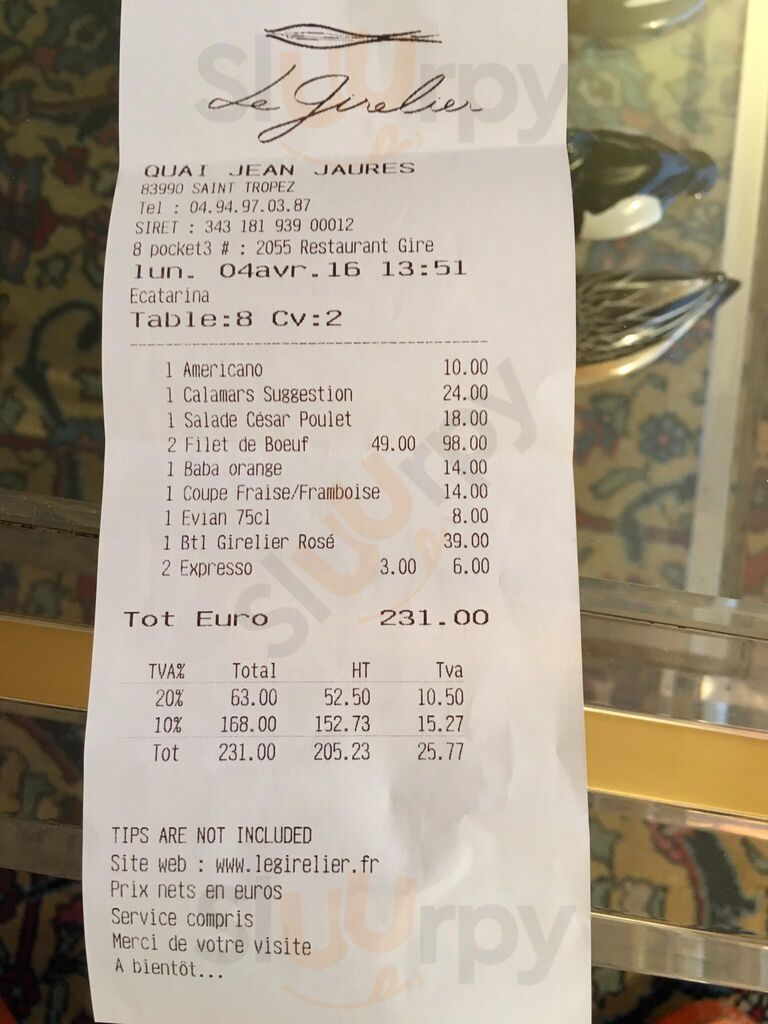 Le Girelier
QUAI JEAN JAURES
83990 SAINT TROPEZ
Tel : 04.94.97.03.87
SIRET : 343 181 939 00012
8 pocket3 # : 2055 Restaurant Gire
lun. 04avr.16 13:51
Ecatarina
Table:8 Cv:2
1 Americano 10.00
1 Calamars Suggestion 24.00
1 Salade César Poulet 18.00
2 Filet de Boeuf 49.00 98.00
1 Baba orange 14.00
1 Coupe Fraise/Framboise 14.00
1 Evian 75cl 8.00
1 Btl Girelier Rosé 39.00
2 Expresso 3.00 6.00
Tot Euro 231.00
TVA% Total HT Tva
20% 63.00 52.50 10.50
10% 168.00 152.73 15.27
Tot 231.00 205.23 25.77
TIPS ARE NOT INCLUDED
Site web : www.legirelier.fr
Prix nets en euros
Service compris
Merci de votre visite
A bientôt...
sluurpy
sluurpy
sluurpy